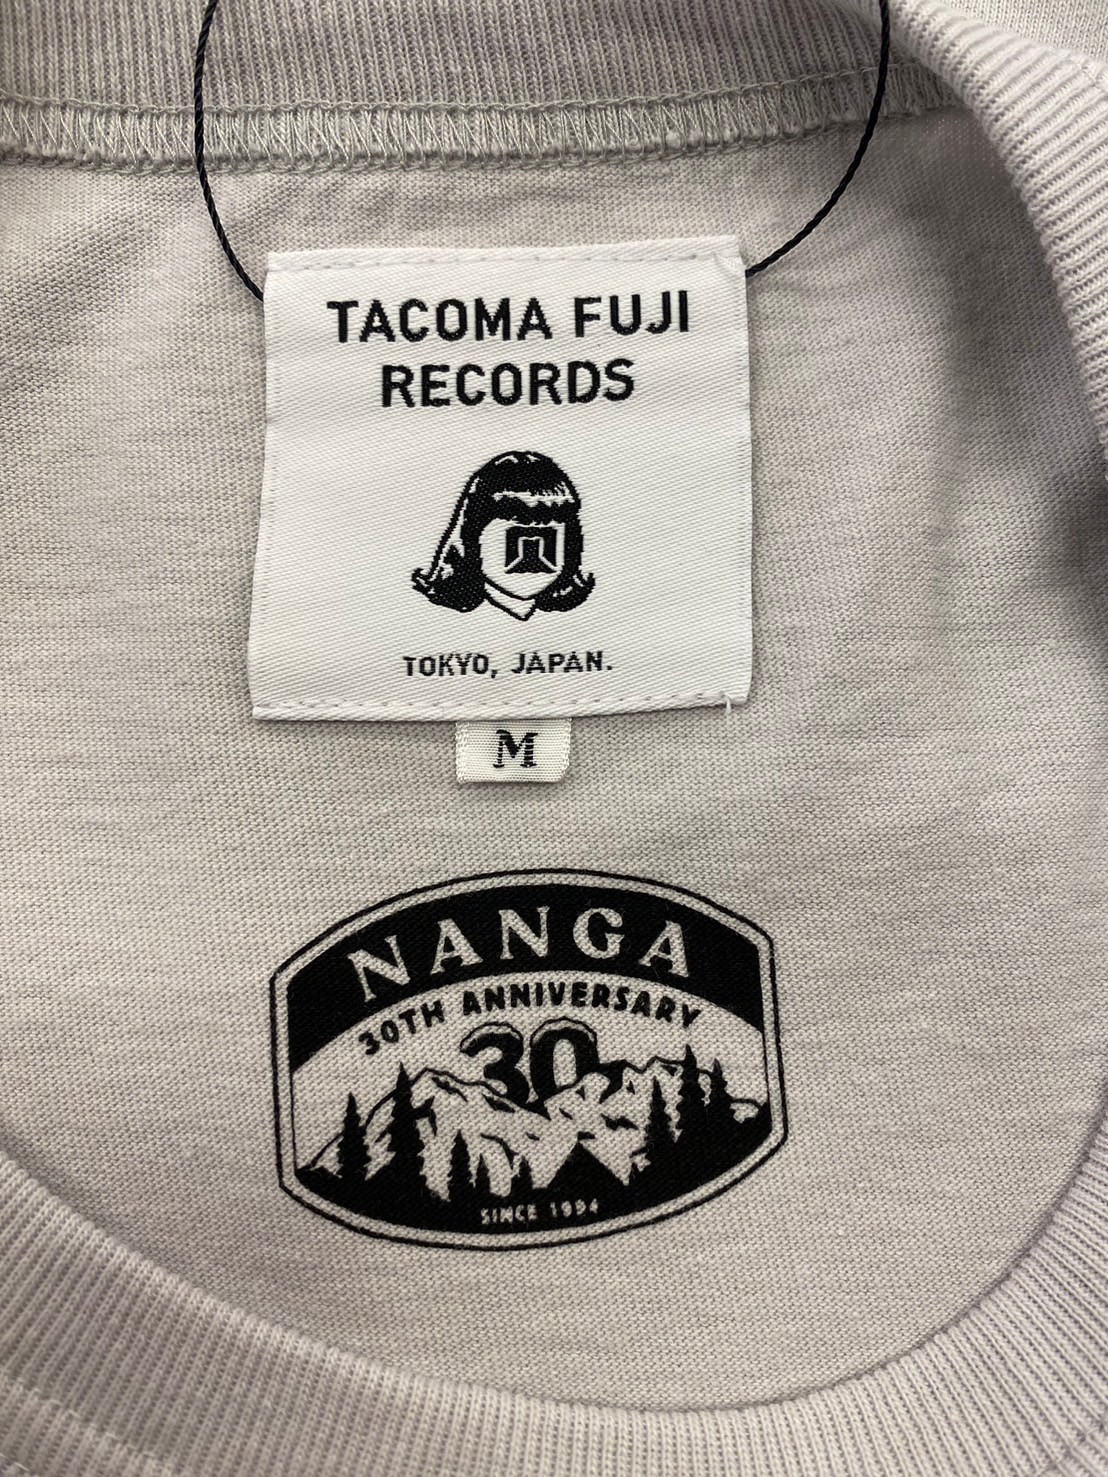 TACOMA FUJI
RECORDS
TOKYO, JAPAN.
M
NANGA
30TH ANNIVERSARY
30
SINCE 1994